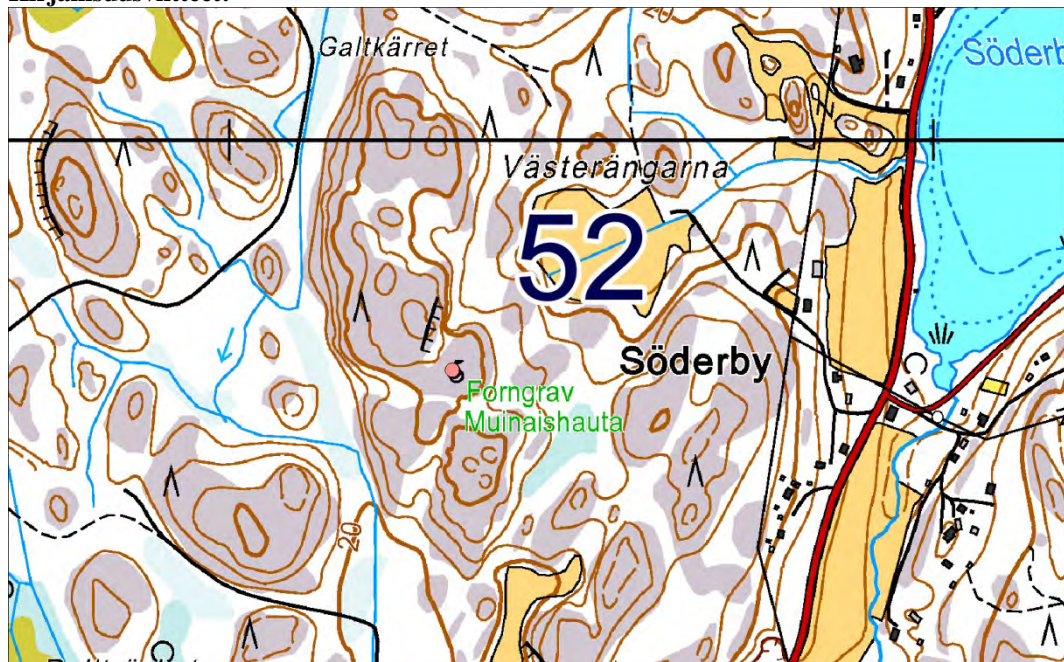 Galtkärret
20
Söderb
Västerängarna
52
Söderby
Forngrav
Muinaishauta
20